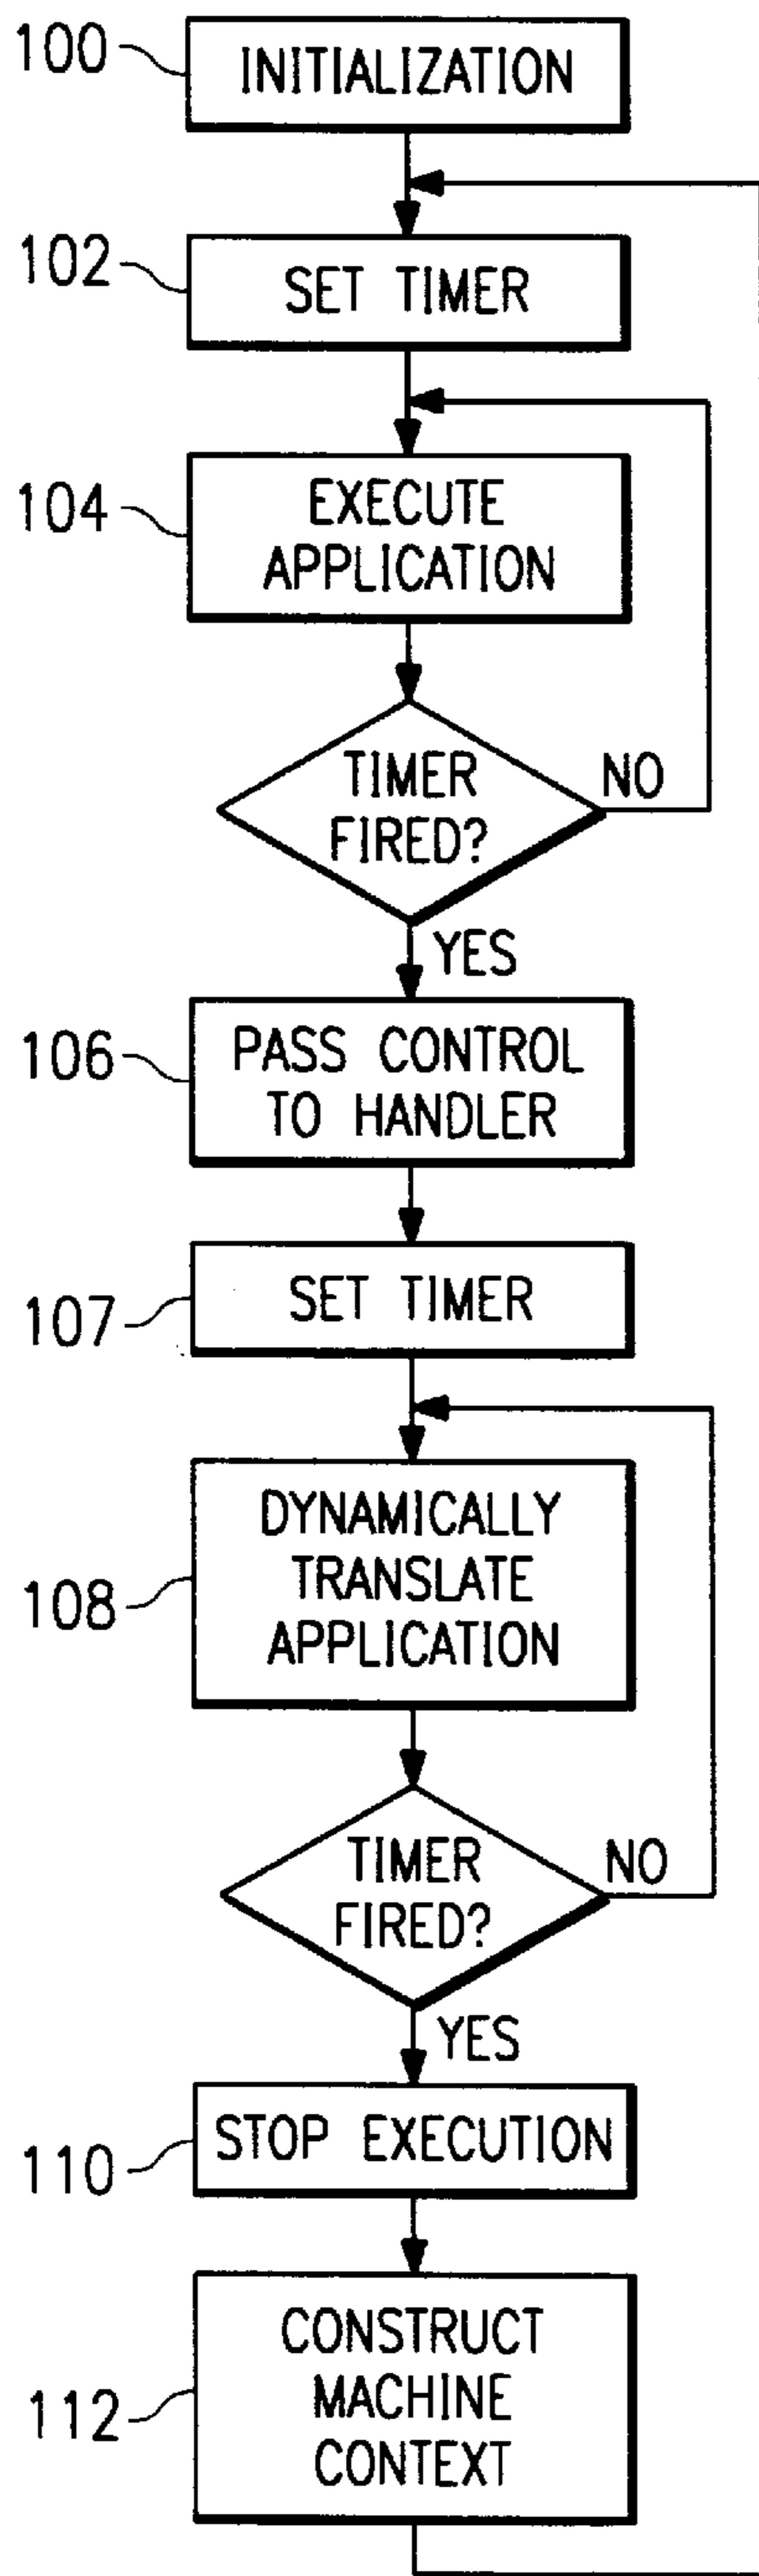 100
INITIALIZATION
102
SET TIMER
104
EXECUTE
APPLICATION
TIMER
FIRED?
NO
YES
106
PASS CONTROL
TO HANDLER
107
SET TIMER
108
DYNAMICALLY
TRANSLATE
APPLICATION
TIMER
FIRED?
NO
YES
110
STOP EXECUTION
112
CONSTRUCT
MACHINE
CONTEXT